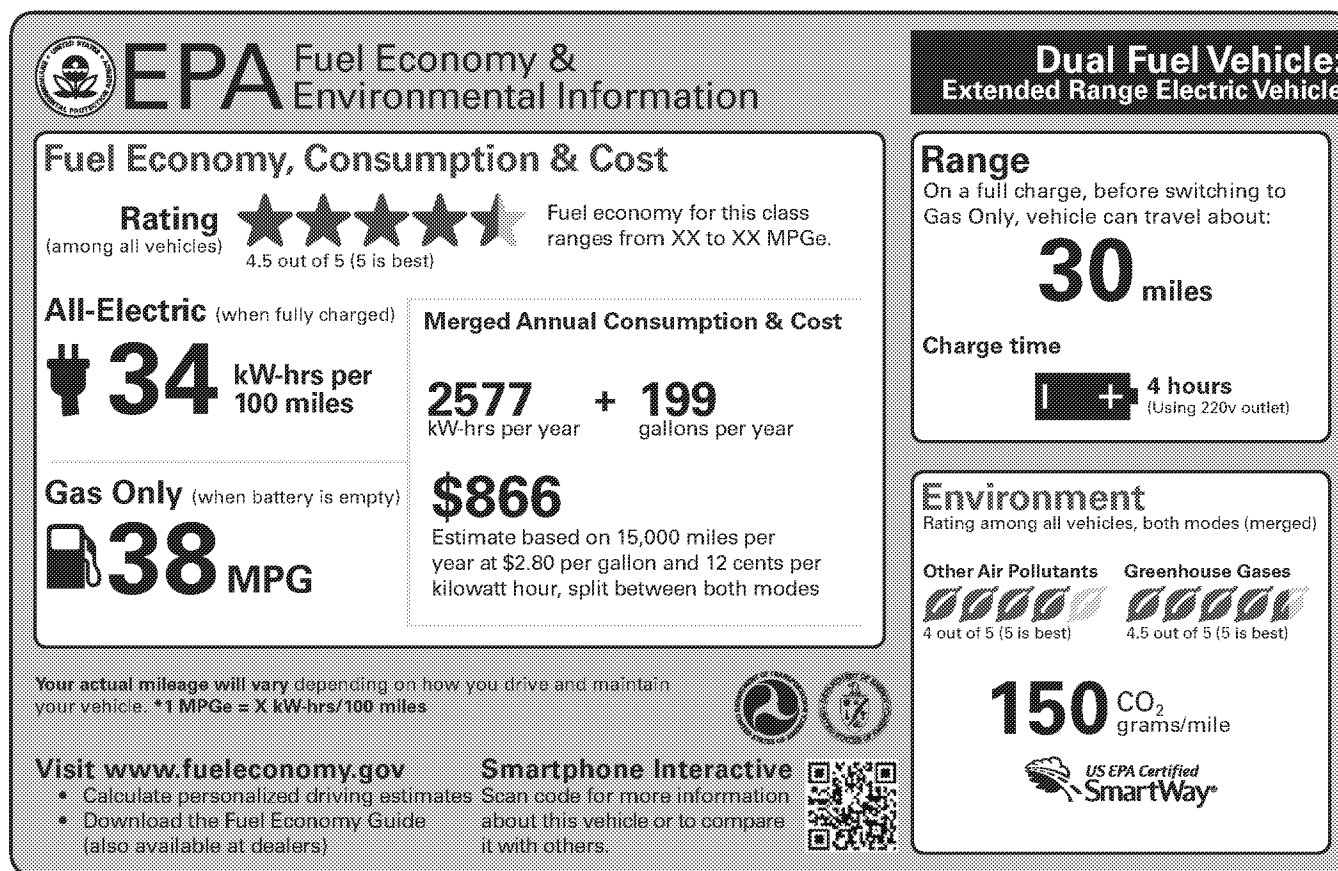 EPA
Fuel Economy &
Environmental Information
Dual Fuel Vehicle:
Extended Range Electric Vehicle
Fuel Economy, Consumption & Cost
Rating
(among all vehicles)
4.5 out of 5 (5 is best)
Fuel economy for this class
ranges from XX to XX MPGe.
All-Electric (when fully charged)
34 kW-hrs per
100 miles
Gas Only (when battery is empty)
38 MPG
Merged Annual Consumption & Cost
2577 + 199
kW-hrs per year gallons per year
$866
Estimate based on 15,000 miles per
year at $2.80 per gallon and 12 cents per
kilowatt hour, split between both modes
Range
On a full charge, before switching to
Gas Only, vehicle can travel about:
30 miles
Charge time
4 hours
(Using 220v outlet)
Environment
Rating among all vehicles, both modes (merged)
Other Air Pollutants Greenhouse Gases
4 out of 5 (5 is best) 4.5 out of 5 (5 is best)
150 CO2
grams/mile
US EPA Certified
SmartWay
Your actual mileage will vary depending on how you drive and maintain
your vehicle. *1 MPGe = X kW-hrs/100 miles
Visit www.fueleconomy.gov
• Calculate personalized driving estimates
• Download the Fuel Economy Guide
(also available at dealers)
Smartphone Interactive
Scan code for more information
about this vehicle or to compare
it with others.